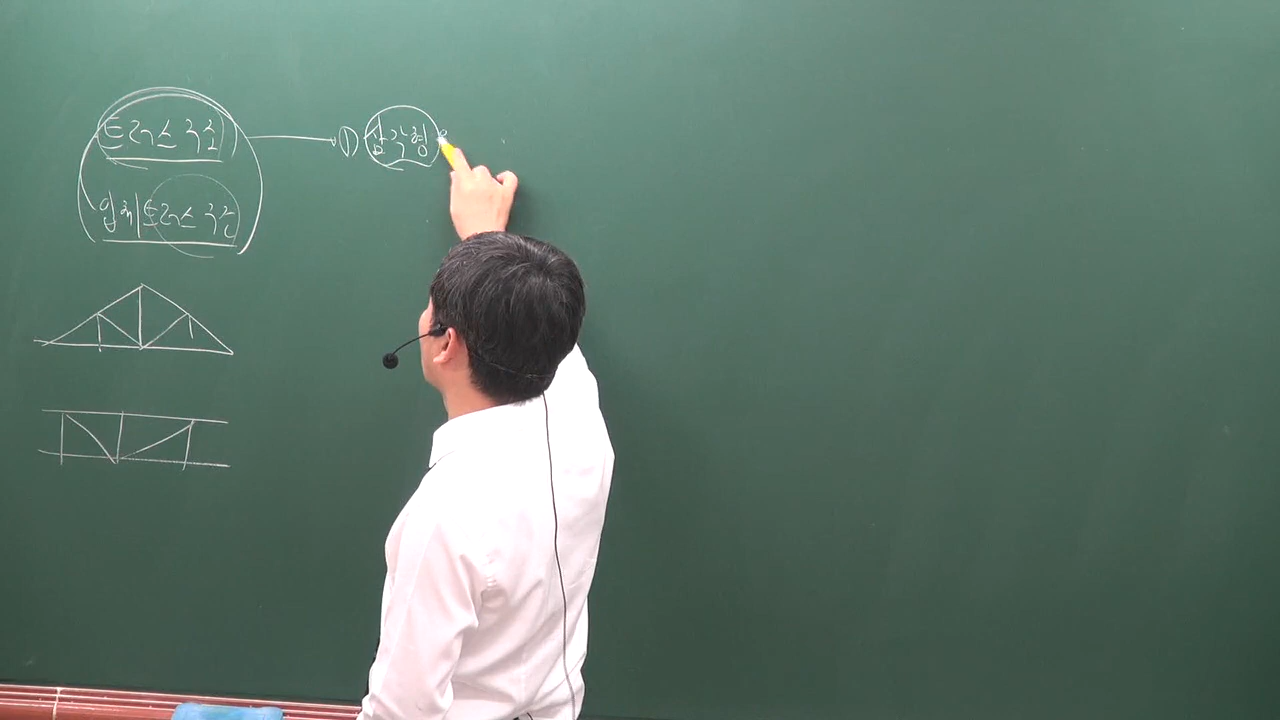 트러스 구조 → ① 삼각형
입체트러스 구조